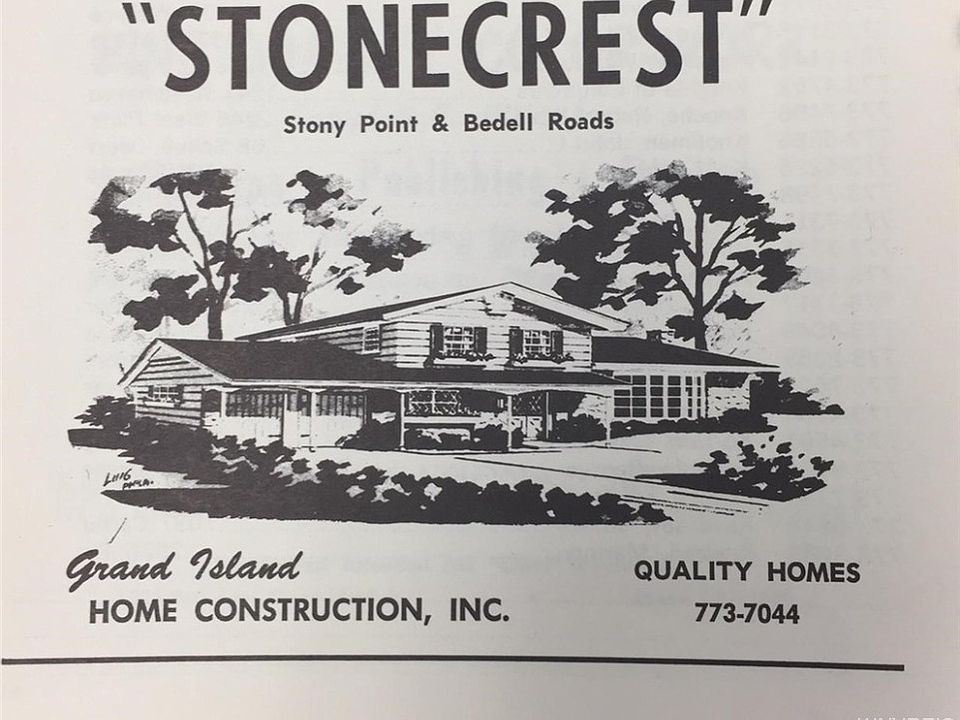 "STONECREST"
Stony Point & Bedell Roads
Grand Island
HOME CONSTRUCTION, INC.
QUALITY HOMES
773-7044